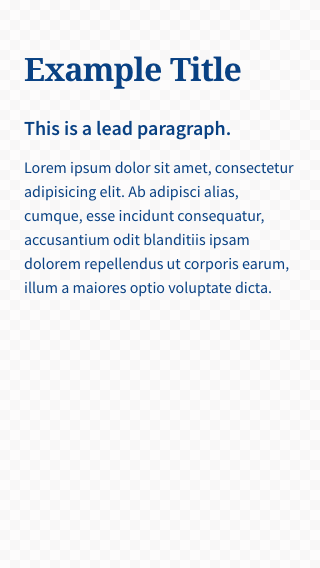 Example Title
This is a lead paragraph.
Lorem ipsum dolor sit amet, consectetur
adipisicing elit. Ab adipisci alias,
cumque, esse incidunt consequatur,
accusantium odit blanditiis ipsam
dolorem repellendus ut corporis earum,
illum a maiores optio voluptate dicta.